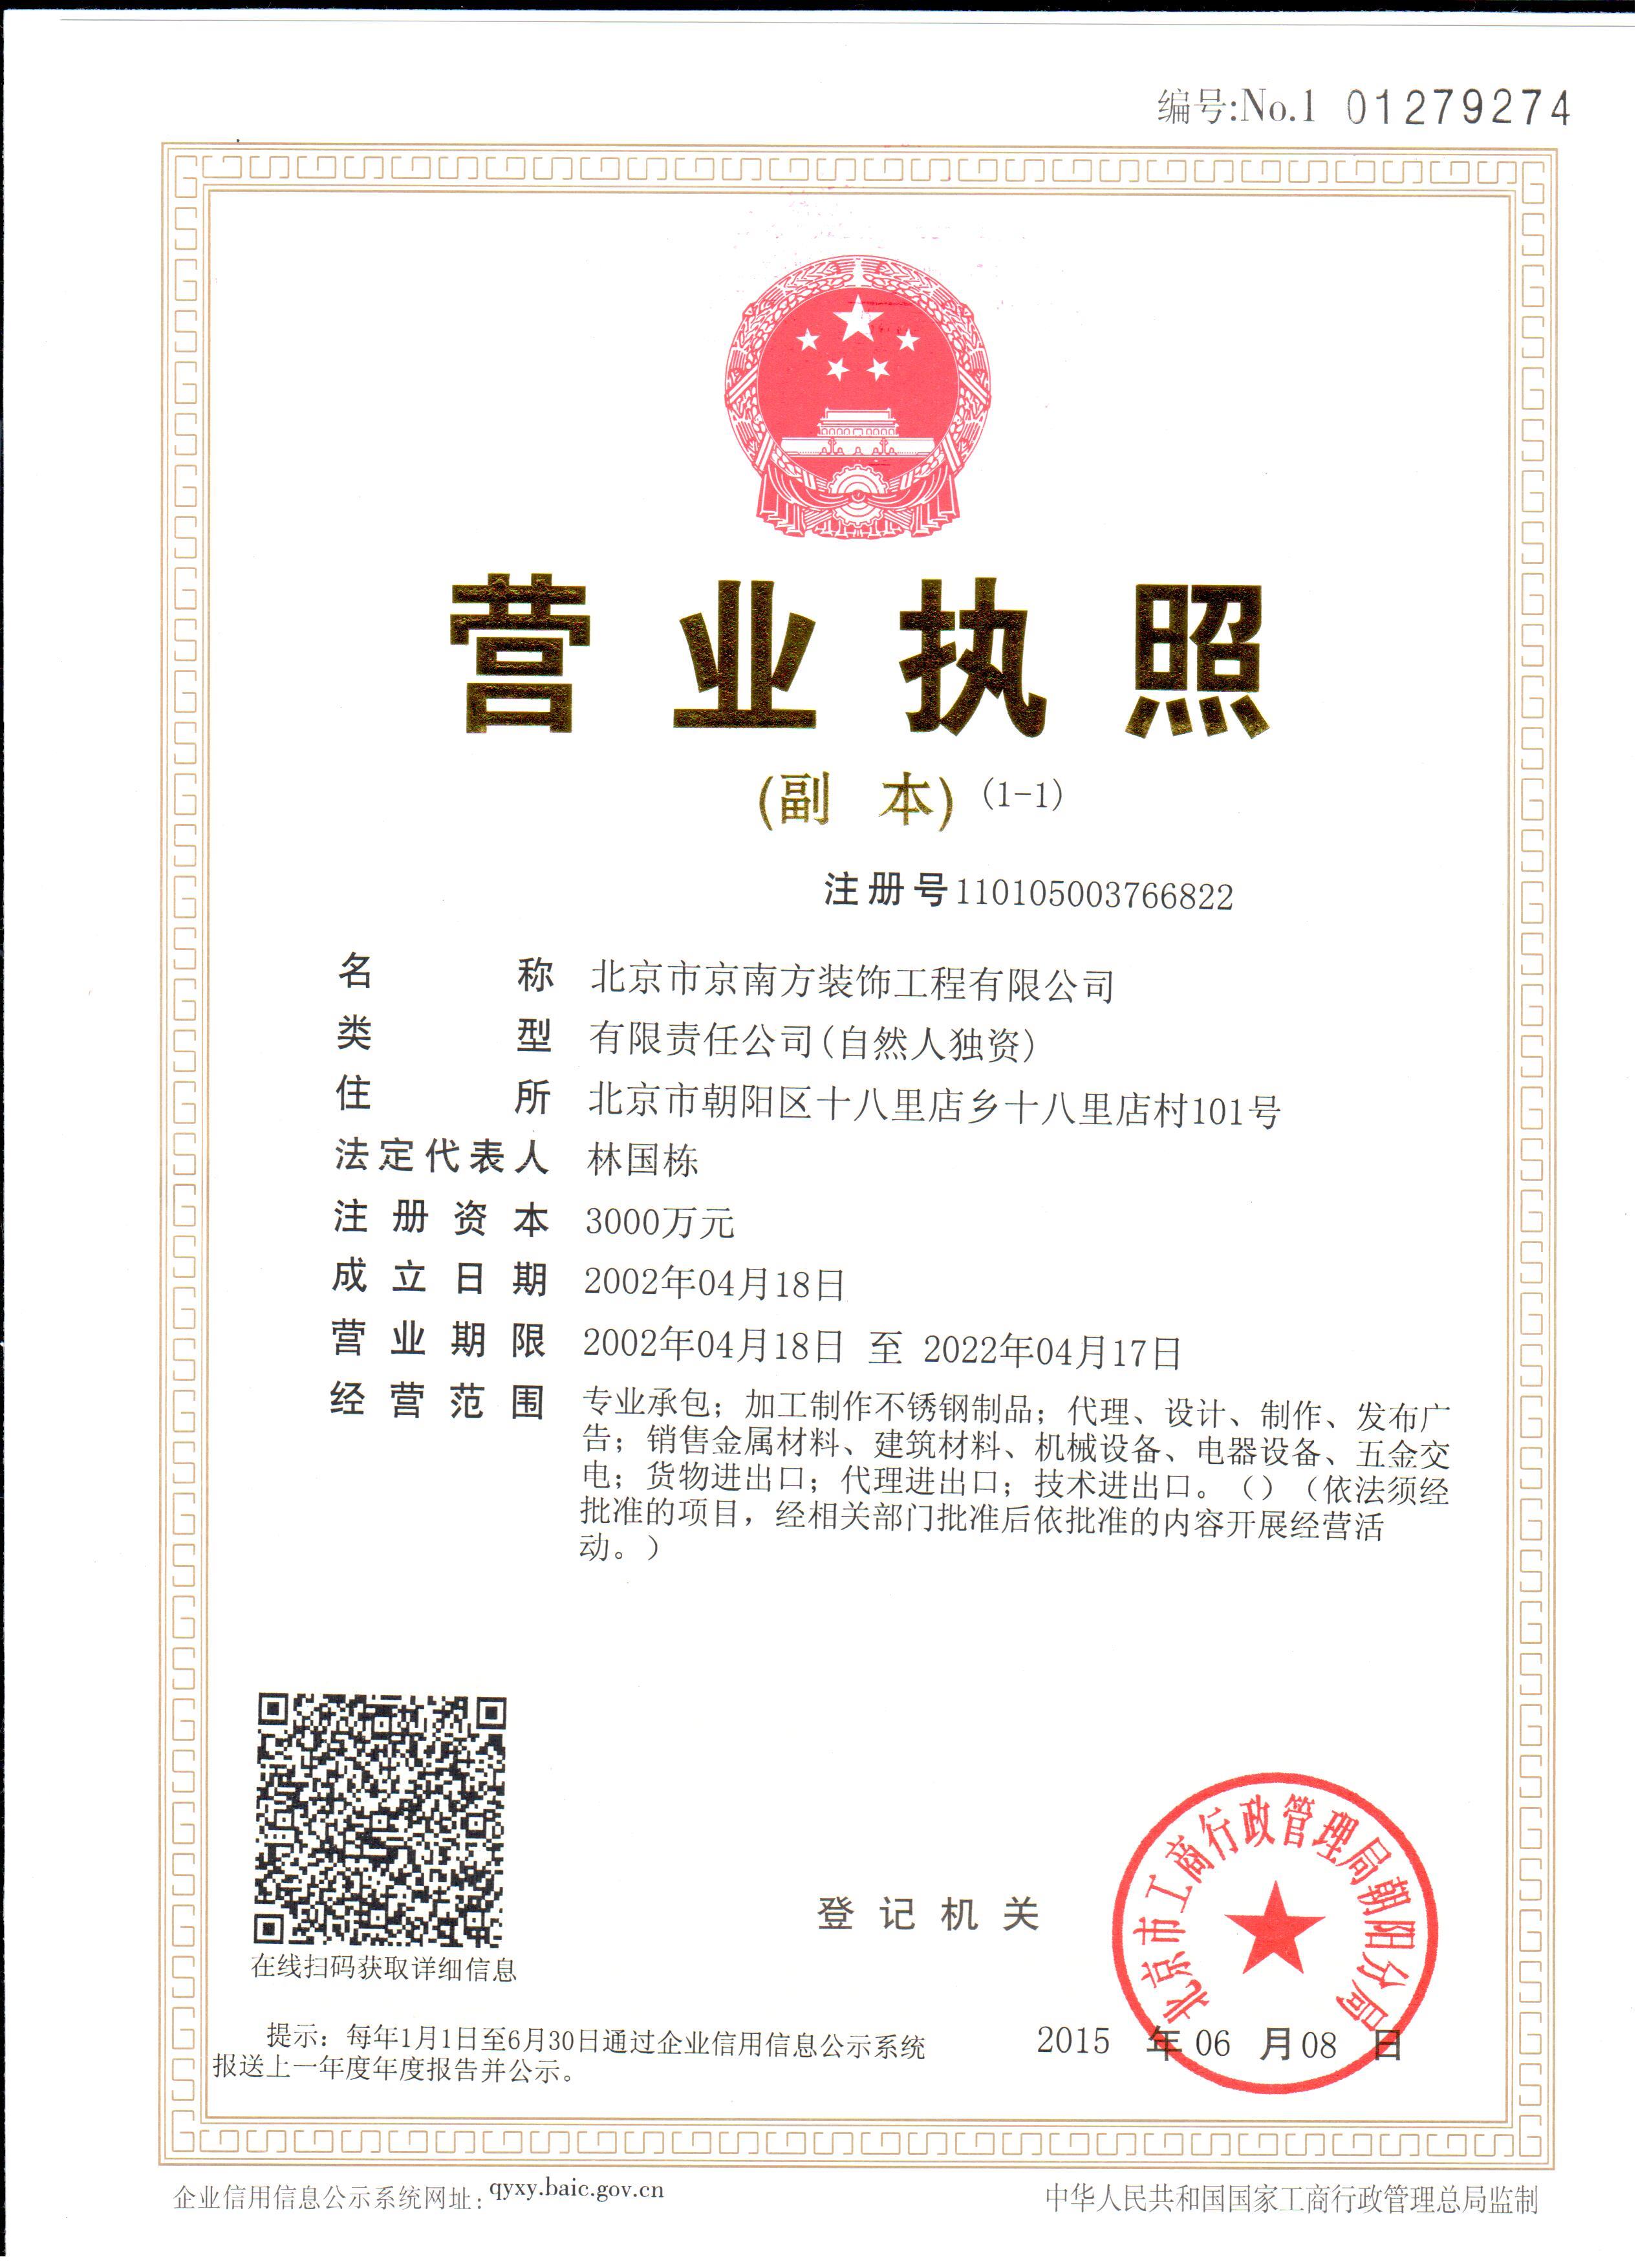 编号:No.1 01279274
营业执照
(副 本) (1-1)
注册号110105003766822
名称 北京市京南方装饰工程有限公司
类型 有限责任公司(自然人独资)
住所 北京市朝阳区十八里店乡十八里店村101号
法定代表人 林国栋
注册资本 3000万元
成立日期 2002年04月18日
营业期限 2002年04月18日 至 2022年04月17日
经营范围 专业承包；加工制作不锈钢制品；代理、设计、制作、发布广
告；销售金属材料、建筑材料、机械设备、电器设备、五金交
电；货物进出口；代理进出口；技术进出口。（）（依法须经
批准的项目，经相关部门批准后依批准的内容开展经营活
动。）
在线扫码获取详细信息
登记机关
北京市工商行政管理局朝阳分局
提示：每年1月1日至6月30日通过企业信用信息公示系统
报送上一年度年度报告并公示。
2015 年 06 月 08 日
企业信用信息公示系统网址：qyxy.baic.gov.cn
中华人民共和国国家工商行政管理总局监制